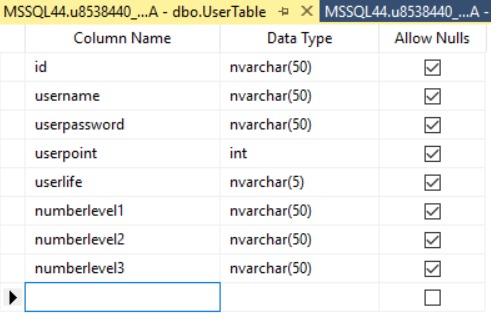 MSSQL44.u8538440_...A - dbo.UserTable MSSQL44.u8538440_...A -
Column Name Data Type Allow Nulls
id nvarchar(50)
username nvarchar(50)
userpassword nvarchar(50)
userpoint int
userlife nvarchar(5)
numberlevel1 nvarchar(50)
numberlevel2 nvarchar(50)
numberlevel3 nvarchar(50)